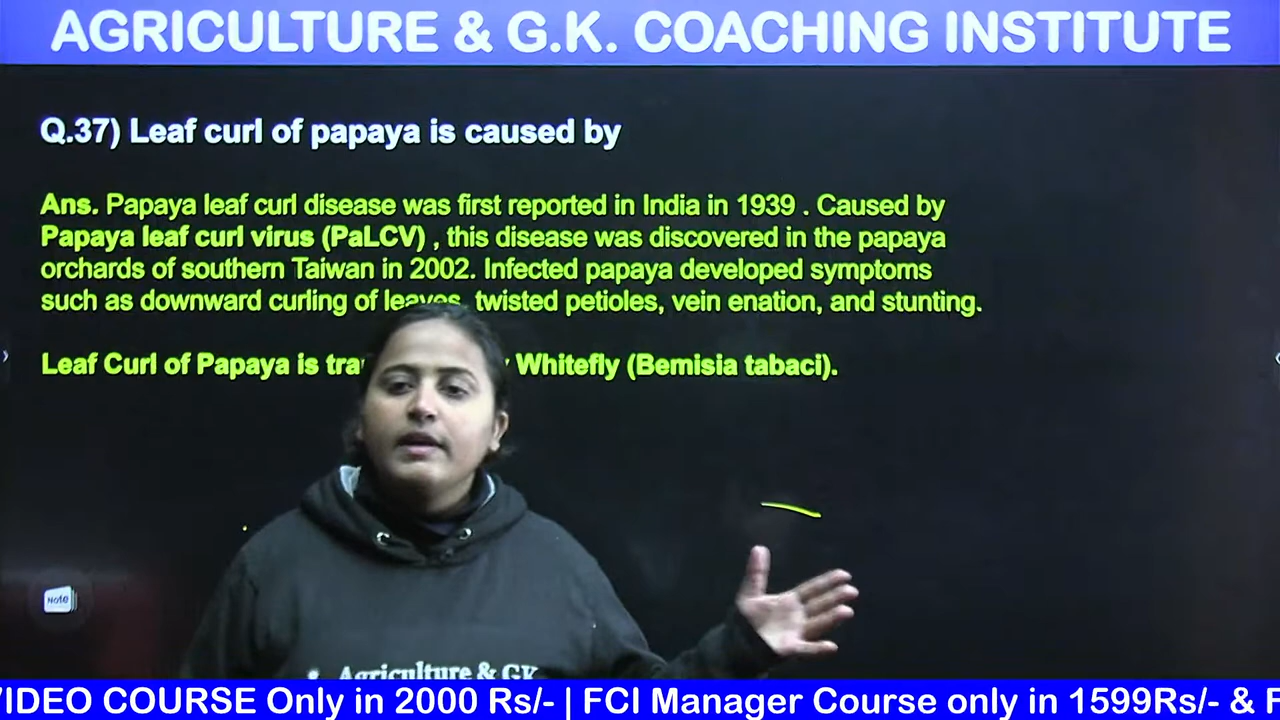 AGRICULTURE & G.K. COACHING INSTITUTE
Q.37) Leaf curl of papaya is caused by
Ans. Papaya leaf curl disease was first reported in India in 1939 . Caused by
Papaya leaf curl virus (PaLCV) , this disease was discovered in the papaya
orchards of southern Taiwan in 2002. Infected papaya developed symptoms
such as downward curling of leaves, twisted petioles, vein enation, and stunting.
Leaf Curl of Papaya is Whitefly (Bemisia tabaci).
Note
Agriculture & GK
VIDEO COURSE Only in 2000 Rs/- | FCI Manager Course only in 1599Rs/- & F